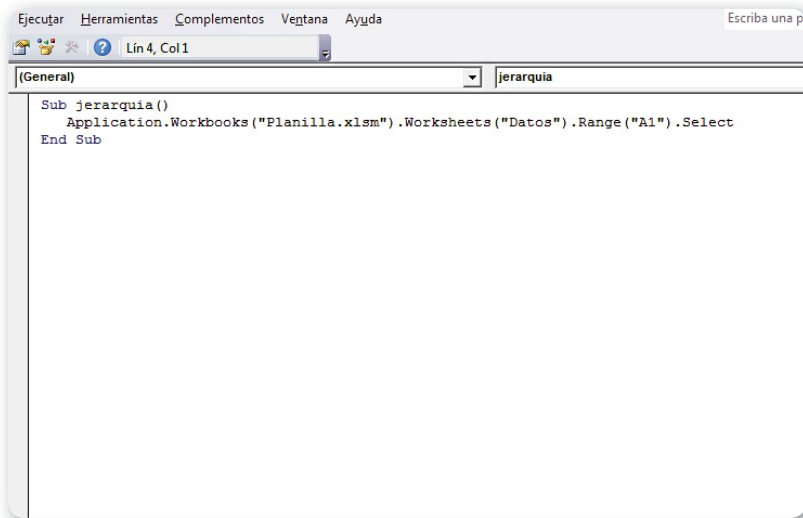 Ejecutar Herramientas Complementos Ventana Ayuda Escriba una p
Lín 4, Col 1
(General) jerarquia
Sub jerarquia()
Application.Workbooks("Planilla.xlsm").Worksheets("Datos").Range("A1").Select
End Sub